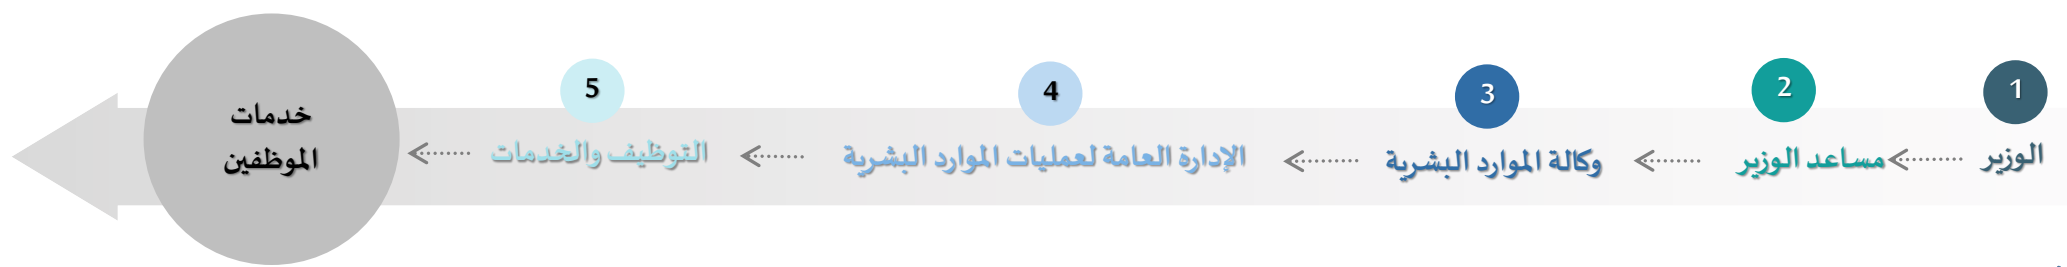 1
الوزير
2
مساعد الوزير
3
وكالة الموارد البشرية
4
الإدارة العامة لعمليات الموارد البشرية
5
التوظيف والخدمات
خدمات
الموظفين